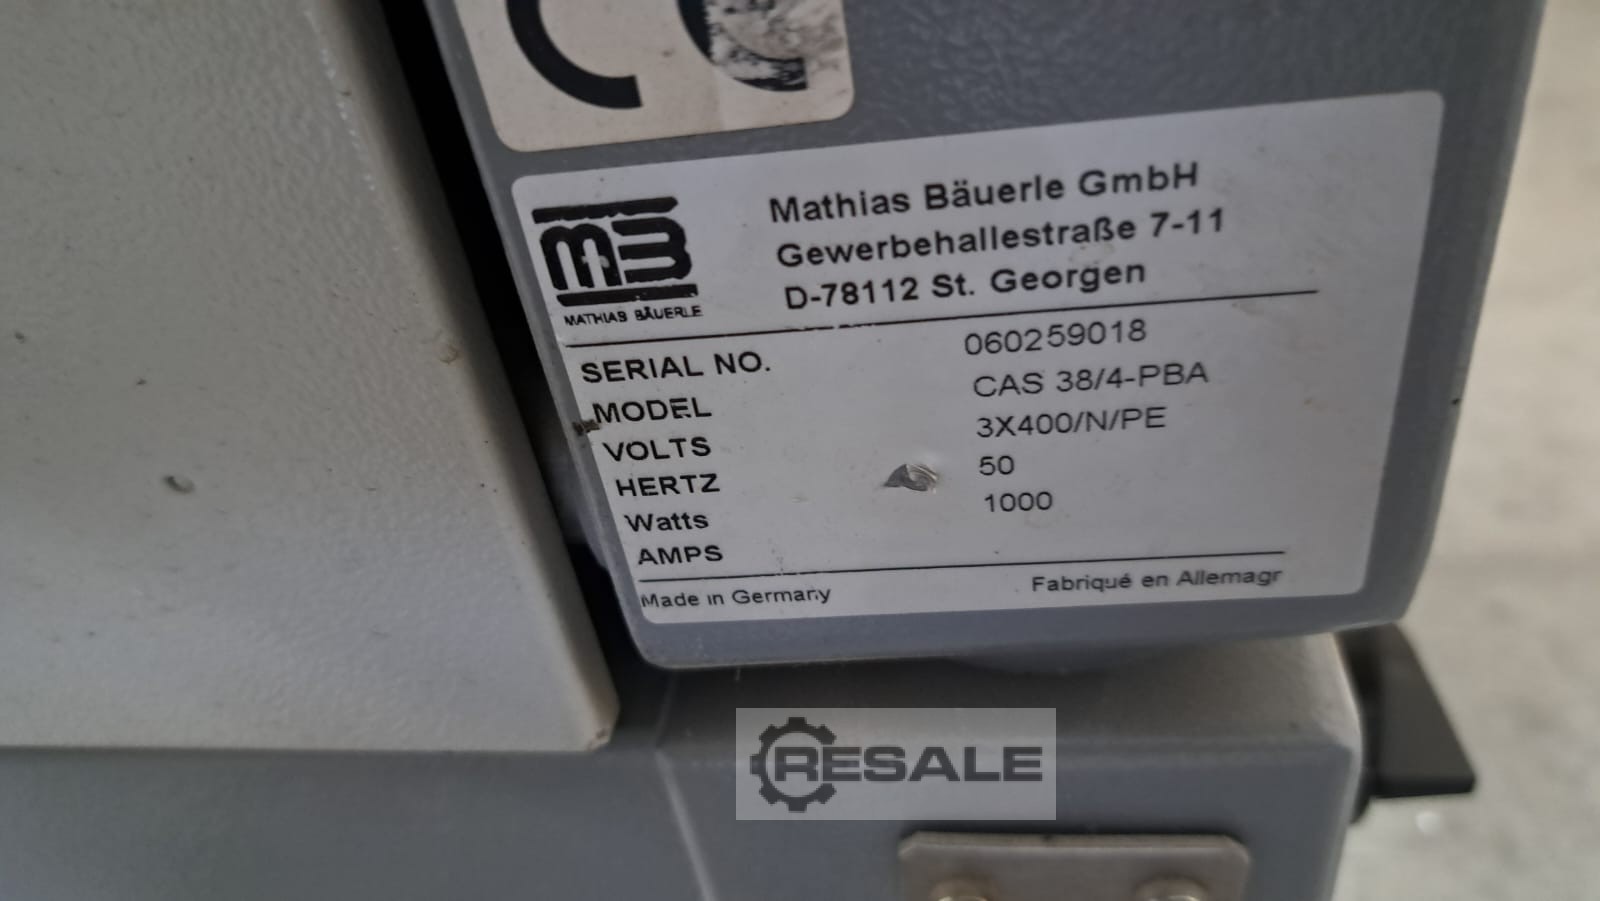 CE
MB
MATHIAS BÄUERLE
Mathias Bäuerle GmbH
Gewerbehallestraße 7-11
D-78112 St. Georgen
SERIAL NO. 060259018
MODEL CAS 38/4-PBA
VOLTS 3X400/N/PE
HERTZ 50
Watts 1000
AMPS
Made in Germany Fabriqué en Allemagr
RESALE